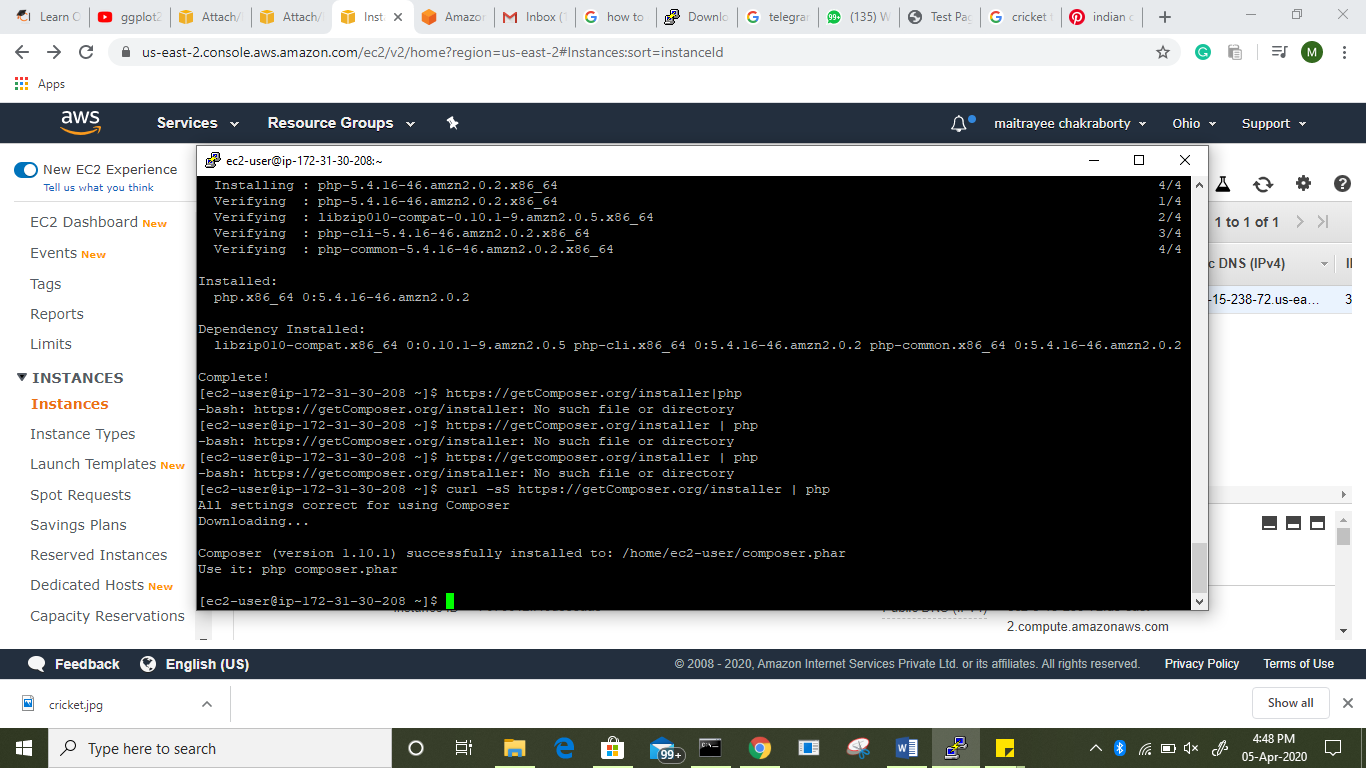 Learn O
ggplot2
Attach/
Attach/
Inst
Amazon
Inbox (1
how to
Downlo
telegran
(135) W
Test Pag
cricket t
indian c
us-east-2.console.aws.amazon.com/ec2/v2/home?region=us-east-2#Instances:sort=instanceId
M
Apps
aws
Services
Resource Groups
maitrayee chakraborty
Ohio
Support
New EC2 Experience
Tell us what you think
EC2 Dashboard New
Events New
Tags
Reports
Limits
INSTANCES
Instances
Instance Types
Launch Templates New
Spot Requests
Savings Plans
Reserved Instances
Dedicated Hosts New
Capacity Reservations
1 to 1 of 1
c DNS (IPv4)
-15-238-72.us-ea...
3
ec2-user@ip-172-31-30-208:~
Installing : php-5.4.16-46.amzn2.0.2.x86_64 4/4
Verifying : php-5.4.16-46.amzn2.0.2.x86_64 1/4
Verifying : libzip010-compat-0.10.1-9.amzn2.0.5.x86_64 2/4
Verifying : php-cli-5.4.16-46.amzn2.0.2.x86_64 3/4
Verifying : php-common-5.4.16-46.amzn2.0.2.x86_64 4/4
Installed:
php.x86_64 0:5.4.16-46.amzn2.0.2
Dependency Installed:
libzip010-compat.x86_64 0:0.10.1-9.amzn2.0.5 php-cli.x86_64 0:5.4.16-46.amzn2.0.2 php-common.x86_64 0:5.4.16-46.amzn2.0.2
Complete!
[ec2-user@ip-172-31-30-208 ~]$ https://getComposer.org/installer|php
-bash: https://getComposer.org/installer: No such file or directory
[ec2-user@ip-172-31-30-208 ~]$ https://getComposer.org/installer | php
-bash: https://getComposer.org/installer: No such file or directory
[ec2-user@ip-172-31-30-208 ~]$ https://getcomposer.org/installer | php
-bash: https://getcomposer.org/installer: No such file or directory
[ec2-user@ip-172-31-30-208 ~]$ curl -sS https://getComposer.org/installer | php
All settings correct for using Composer
Downloading...
Composer (version 1.10.1) successfully installed to: /home/ec2-user/composer.phar
Use it: php composer.phar
[ec2-user@ip-172-31-30-208 ~]$
2.compute.amazonaws.com
Feedback
English (US)
© 2008 - 2020, Amazon Internet Services Private Ltd. or its affiliates. All rights reserved.
Privacy Policy
Terms of Use
cricket.jpg
Show all
Type here to search
99+
4:48 PM
05-Apr-2020